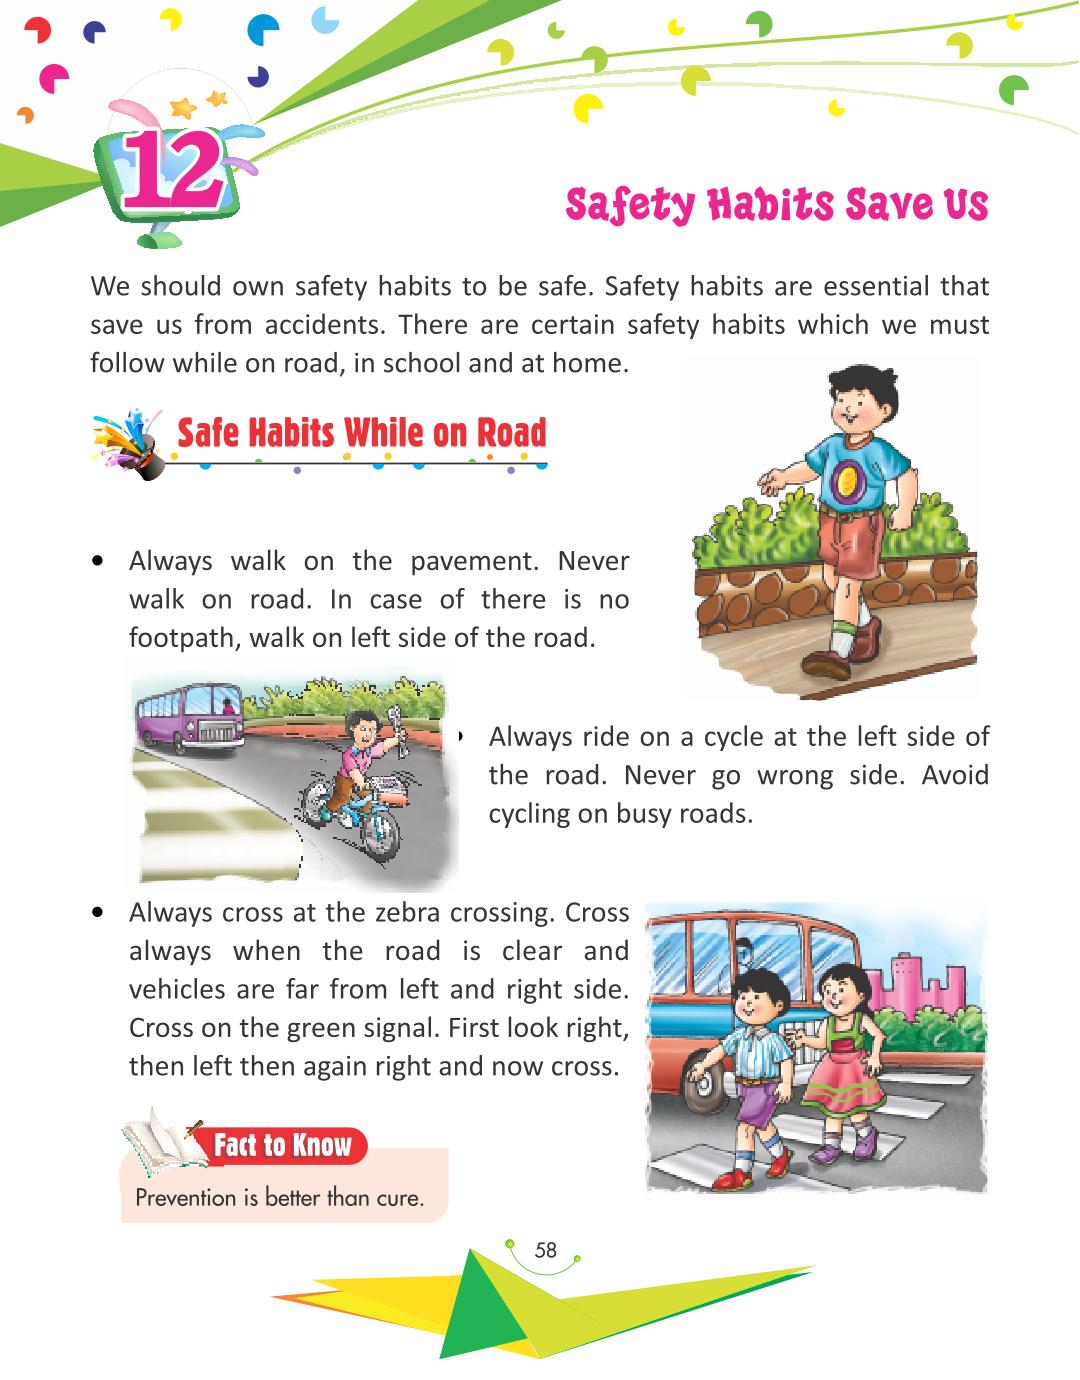 12
Safety Habits Save Us
We should own safety habits to be safe. Safety habits are essential that
save us from accidents. There are certain safety habits which we must
follow while on road, in school and at home.
Safe Habits While on Road
• Always walk on the pavement. Never
walk on road. In case of there is no
footpath, walk on left side of the road.
• Always ride on a cycle at the left side of
the road. Never go wrong side. Avoid
cycling on busy roads.
• Always cross at the zebra crossing. Cross
always when the road is clear and
vehicles are far from left and right side.
Cross on the green signal. First look right,
then left then again right and now cross.
Fact to Know
Prevention is better than cure.
58